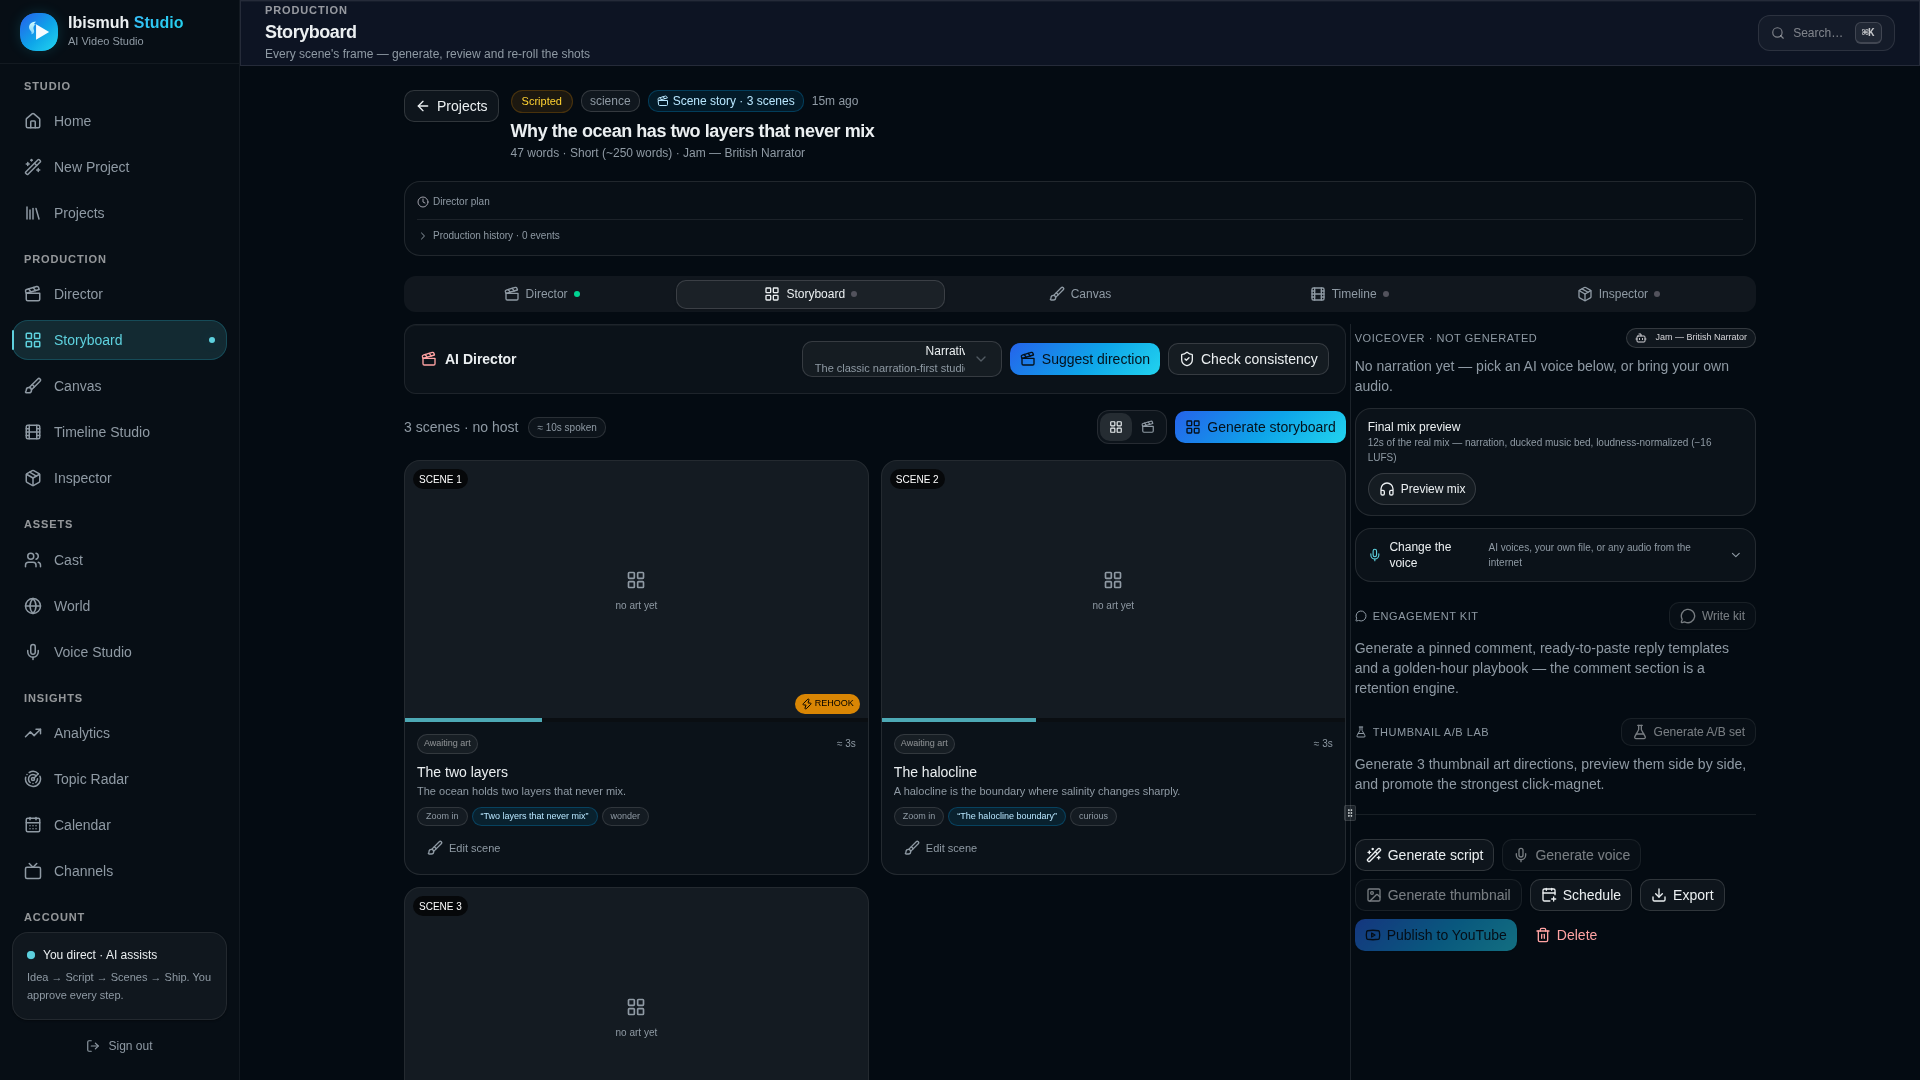 Ibismuh Studio
AI Video Studio
STUDIO
Home
New Project
Projects
PRODUCTION
Director
Storyboard
Canvas
Timeline Studio
Inspector
ASSETS
Cast
World
Voice Studio
INSIGHTS
Analytics
Topic Radar
Calendar
Channels
ACCOUNT
You direct · AI assists
Idea → Script → Scenes → Ship. You
approve every step.
Sign out
PRODUCTION
Storyboard
Every scene's frame — generate, review and re-roll the shots
Search… ⌘K
Projects
Scripted science Scene story · 3 scenes 15m ago
Why the ocean has two layers that never mix
47 words · Short (~250 words) · Jam — British Narrator
Director plan
Production history · 0 events
Director Storyboard Canvas Timeline Inspector
AI Director
Narrativ
The classic narration-first studi
Suggest direction Check consistency
3 scenes · no host ≈ 10s spoken
Generate storyboard
SCENE 1
no art yet
REHOOK
Awaiting art ≈ 3s
The two layers
The ocean holds two layers that never mix.
Zoom in “Two layers that never mix” wonder
Edit scene
SCENE 2
no art yet
Awaiting art ≈ 3s
The halocline
A halocline is the boundary where salinity changes sharply.
Zoom in “The halocline boundary” curious
Edit scene
SCENE 3
no art yet
VOICEOVER · NOT GENERATED Jam — British Narrator
No narration yet — pick an AI voice below, or bring your own
audio.
Final mix preview
12s of the real mix — narration, ducked music bed, loudness-normalized (−16
LUFS)
Preview mix
Change the
voice
AI voices, your own file, or any audio from the
internet
ENGAGEMENT KIT Write kit
Generate a pinned comment, ready-to-paste reply templates
and a golden-hour playbook — the comment section is a
retention engine.
THUMBNAIL A/B LAB Generate A/B set
Generate 3 thumbnail art directions, preview them side by side,
and promote the strongest click-magnet.
Generate script Generate voice
Generate thumbnail Schedule Export
Publish to YouTube Delete